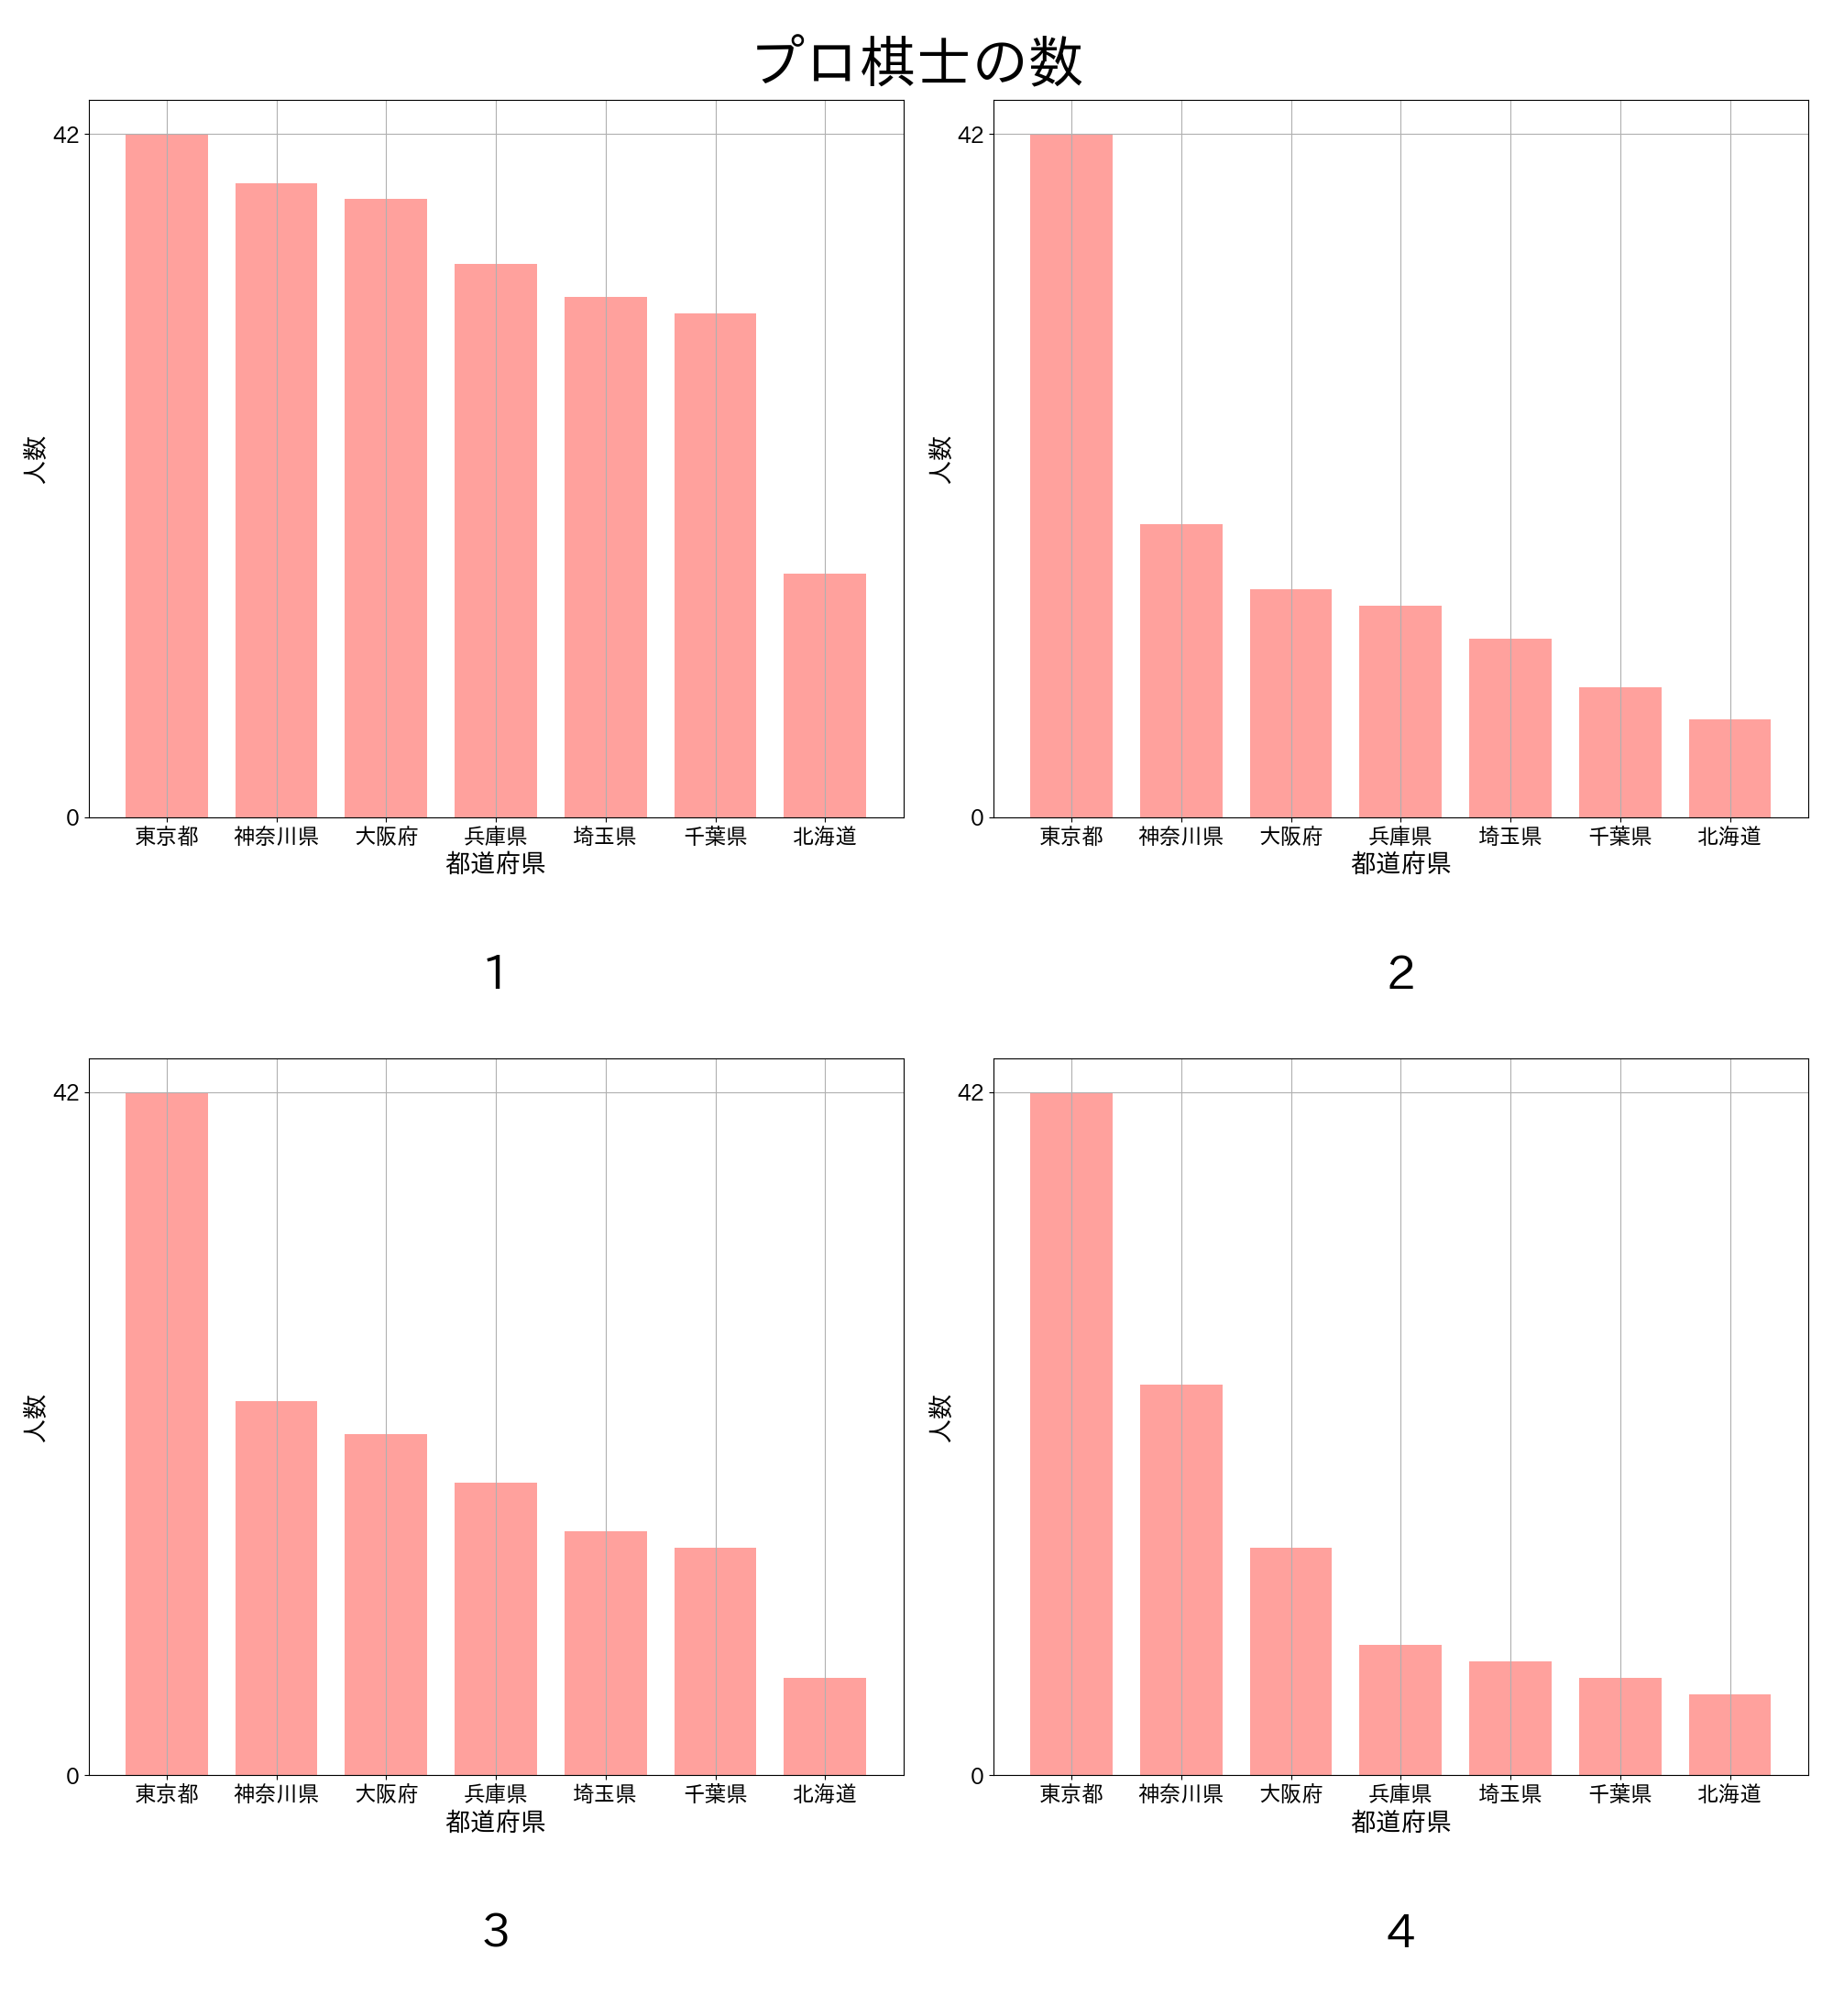 プロ棋士の数
42
0
人数
東京都 神奈川県 大阪府 兵庫県 埼玉県 千葉県 北海道
都道府県
1
42
0
人数
東京都 神奈川県 大阪府 兵庫県 埼玉県 千葉県 北海道
都道府県
2
42
0
人数
東京都 神奈川県 大阪府 兵庫県 埼玉県 千葉県 北海道
都道府県
3
42
0
人数
東京都 神奈川県 大阪府 兵庫県 埼玉県 千葉県 北海道
都道府県
4